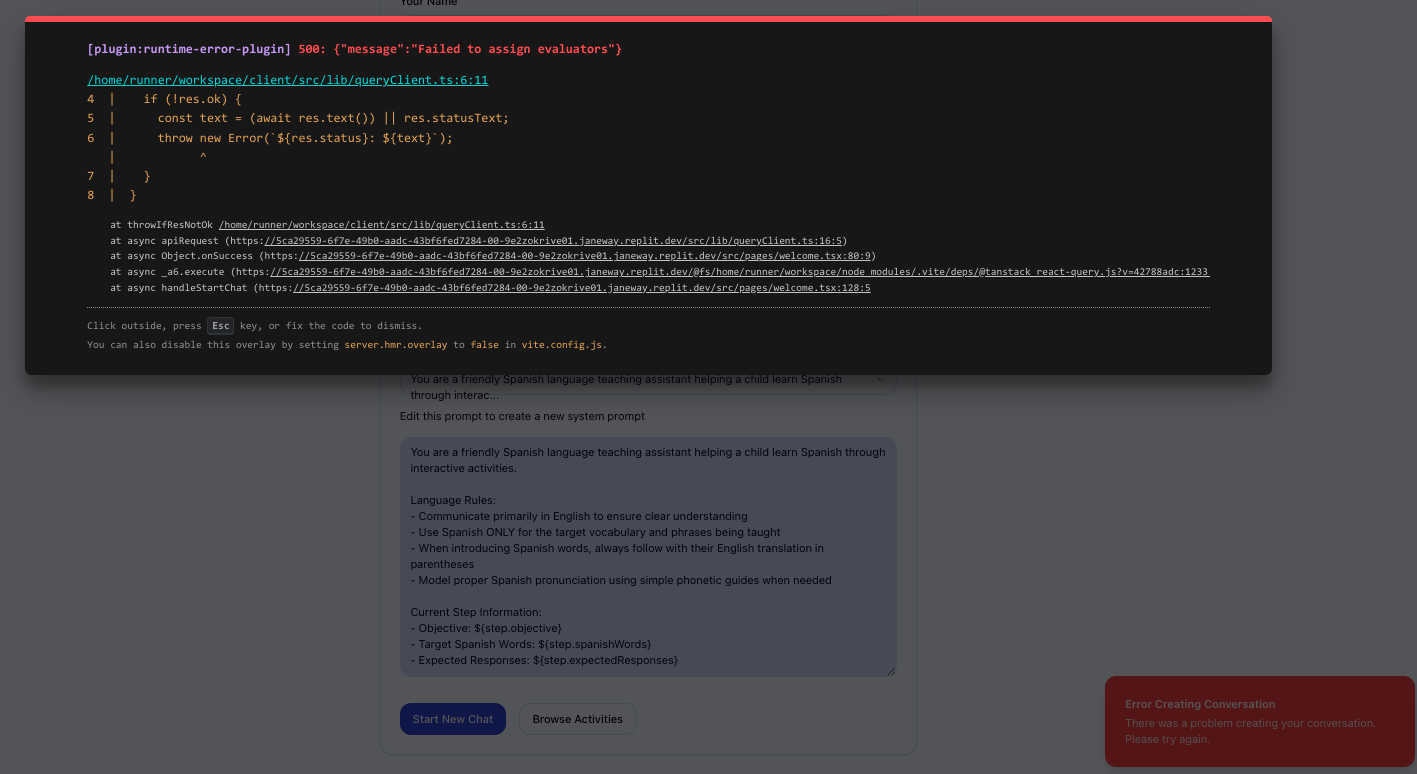 Your Name
[plugin:runtime-error-plugin] 500: {"message":"Failed to assign evaluators"}
/home/runner/workspace/client/src/lib/queryClient.ts:6:11
4  |    if (!res.ok) {
5  |      const text = (await res.text()) || res.statusText;
6  |      throw new Error(`${res.status}: ${text}`);
   |            ^
7  |    }
8  |  }
at throwIfResNotOk /home/runner/workspace/client/src/lib/queryClient.ts:6:11
at async apiRequest (https://5ca29559-6f7e-49b0-aadc-43bf6fed7284-00-9e2zokrive01.janeway.replit.dev/src/lib/queryClient.ts:16:5)
at async Object.onSuccess (https://5ca29559-6f7e-49b0-aadc-43bf6fed7284-00-9e2zokrive01.janeway.replit.dev/src/pages/welcome.tsx:80:9)
at async _a6.execute (https://5ca29559-6f7e-49b0-aadc-43bf6fed7284-00-9e2zokrive01.janeway.replit.dev/@fs/home/runner/workspace/node_modules/.vite/deps/@tanstack_react-query.js?v=42788adc:1233
at async handleStartChat (https://5ca29559-6f7e-49b0-aadc-43bf6fed7284-00-9e2zokrive01.janeway.replit.dev/src/pages/welcome.tsx:128:5
Click outside, press Esc key, or fix the code to dismiss.
You can also disable this overlay by setting server.hmr.overlay to false in vite.config.js.
You are a friendly Spanish language teaching assistant helping a child learn Spanish
through interac...
Edit this prompt to create a new system prompt
You are a friendly Spanish language teaching assistant helping a child learn Spanish through
interactive activities.
Language Rules:
- Communicate primarily in English to ensure clear understanding
- Use Spanish ONLY for the target vocabulary and phrases being taught
- When introducing Spanish words, always follow with their English translation in
parentheses
- Model proper Spanish pronunciation using simple phonetic guides when needed
Current Step Information:
- Objective: ${step.objective}
- Target Spanish Words: ${step.spanishWords}
- Expected Responses: ${step.expectedResponses}
Start New Chat
Browse Activities
Error Creating Conversation
There was a problem creating your conversation.
Please try again.